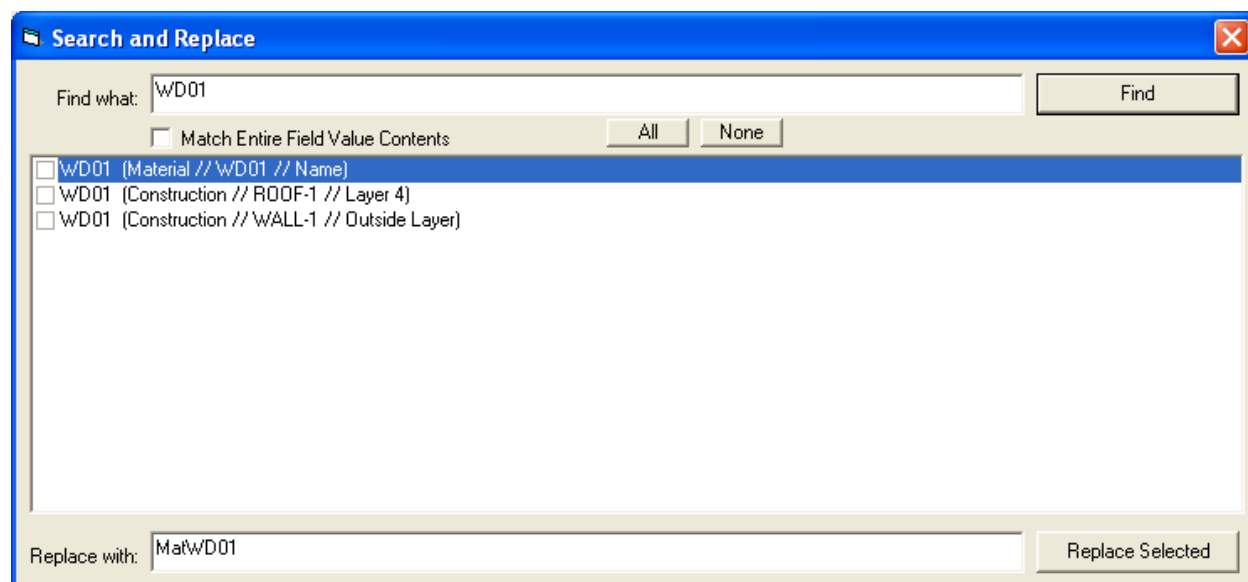 Search and Replace
Find what: WD01 Find
Match Entire Field Value Contents All None
WD01 (Material // WD01 // Name)
WD01 (Construction // ROOF-1 // Layer 4)
WD01 (Construction // WALL-1 // Outside Layer)
Replace with: MatWD01 Replace Selected